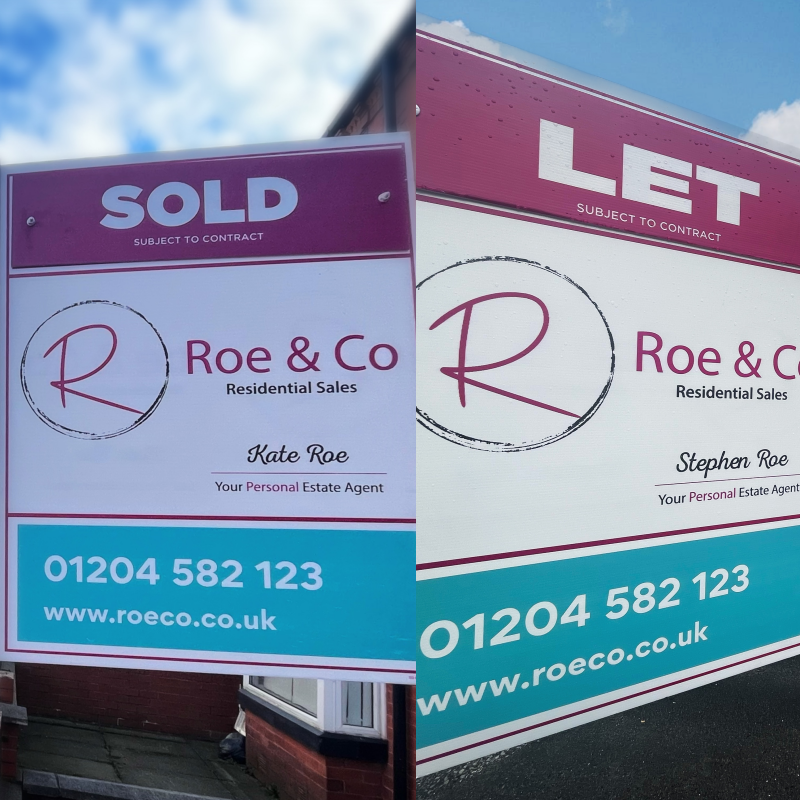 SOLD
SUBJECT TO CONTRACT
R
Roe & Co
Residential Sales
Kate Roe
Your Personal Estate Agent
01204 582 123
www.roeco.co.uk
LET
SUBJECT TO CONTRACT
R
Roe & Co
Residential Sales
Stephen Roe
Your Personal Estate Agent
01204 582 123
www.roeco.co.uk